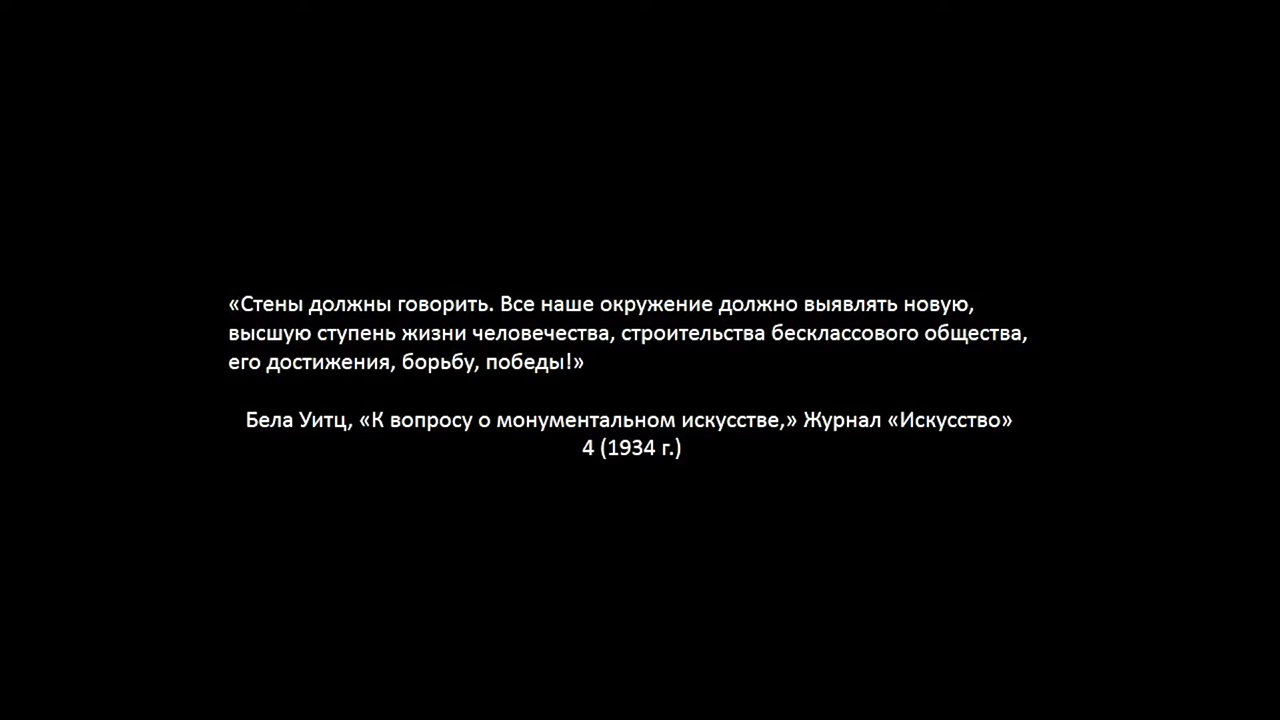 «Стены должны говорить. Все наше окружение должно выявлять новую,
высшую ступень жизни человечества, строительства бесклассового общества,
его достижения, борьбу, победы!»
Бела Уитц, «К вопросу о монументальном искусстве,» Журнал «Искусство»
4 (1934 г.)